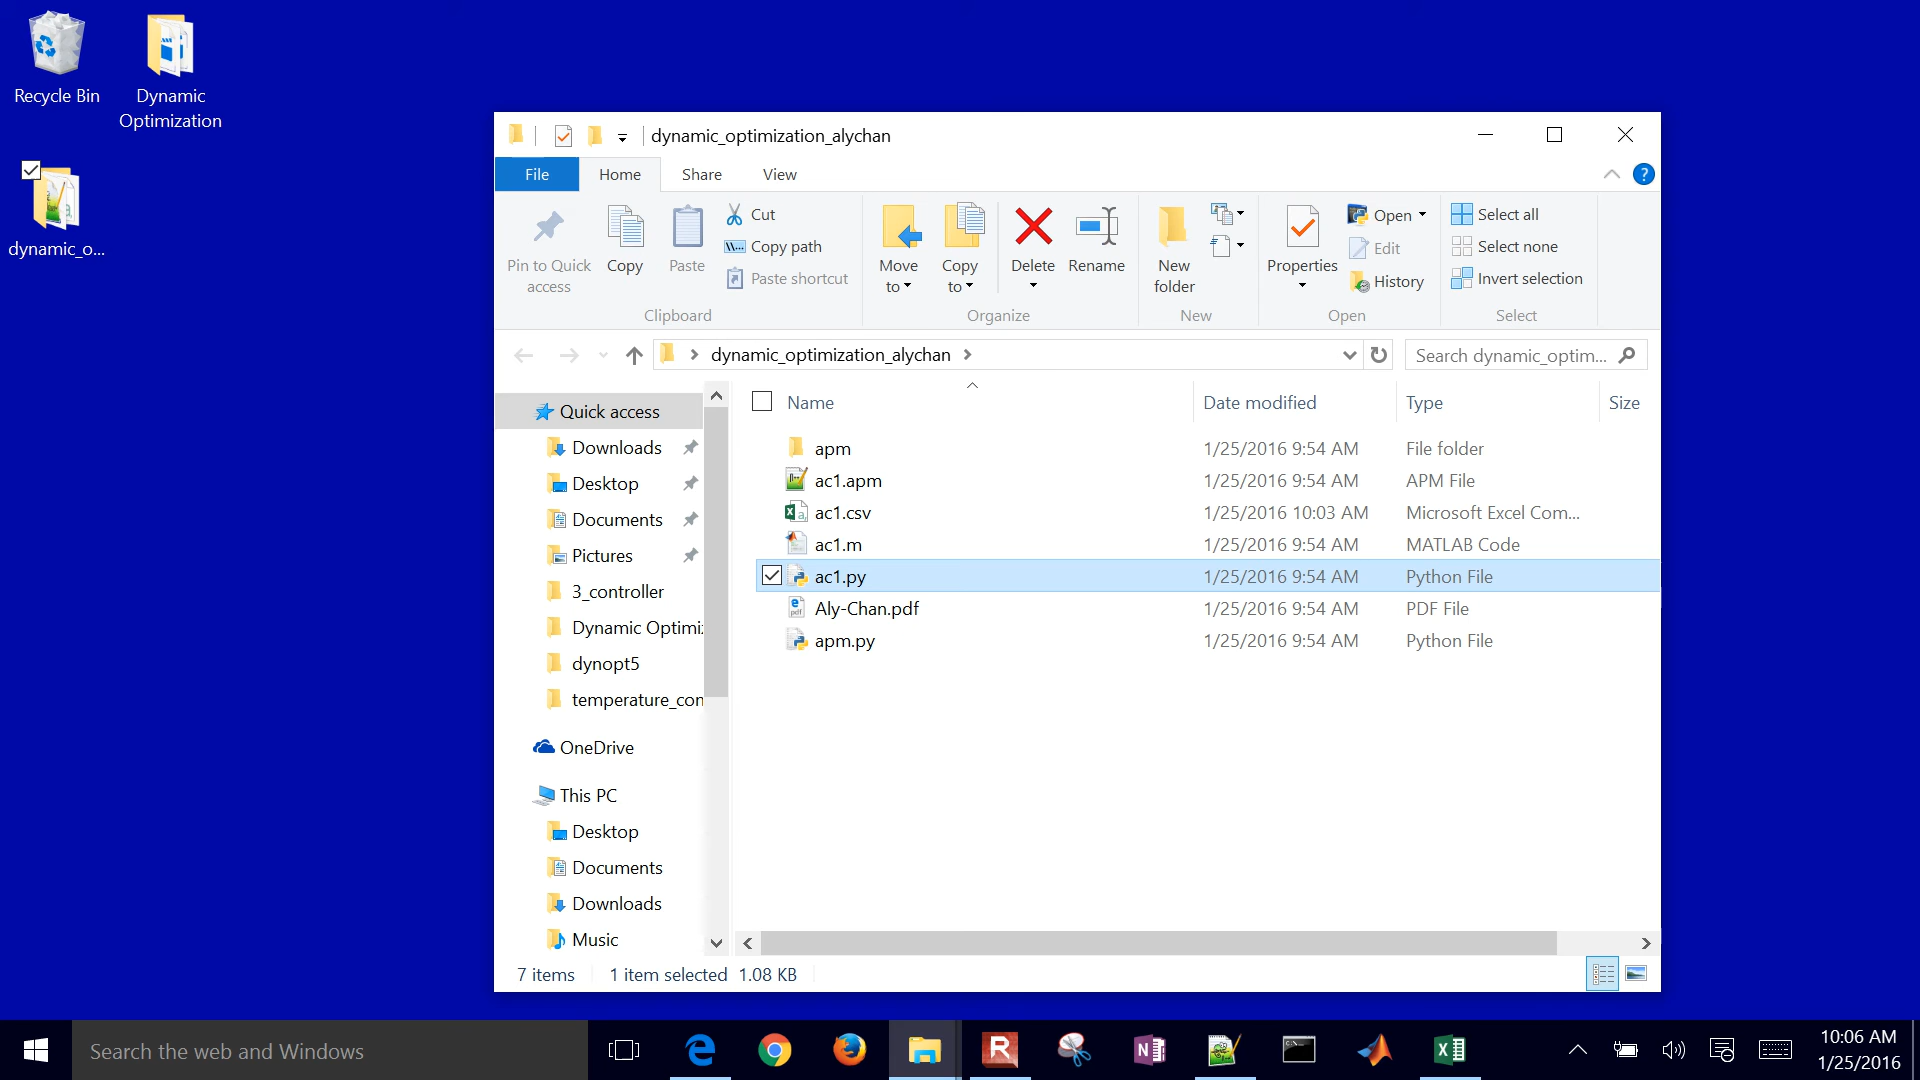 Recycle Bin
Dynamic
Optimization
dynamic_o...
dynamic_optimization_alychan
File
Home
Share
View
?
Pin to Quick
access
Copy
Paste
Cut
Copy path
Paste shortcut
Clipboard
Move
to
Copy
to
Delete
Rename
Organize
New
folder
New
Properties
Open
Edit
History
Open
Select all
Select none
Invert selection
Select
dynamic_optimization_alychan
Search dynamic_optim...
Quick access
Downloads
Desktop
Documents
Pictures
3_controller
Dynamic Optimi
dynopt5
temperature_con
OneDrive
This PC
Desktop
Documents
Downloads
Music
Name Date modified Type Size
apm 1/25/2016 9:54 AM File folder
ac1.apm 1/25/2016 9:54 AM APM File
ac1.csv 1/25/2016 10:03 AM Microsoft Excel Com...
ac1.m 1/25/2016 9:54 AM MATLAB Code
ac1.py 1/25/2016 9:54 AM Python File
Aly-Chan.pdf 1/25/2016 9:54 AM PDF File
apm.py 1/25/2016 9:54 AM Python File
7 items 1 item selected 1.08 KB
Search the web and Windows
10:06 AM
1/25/2016